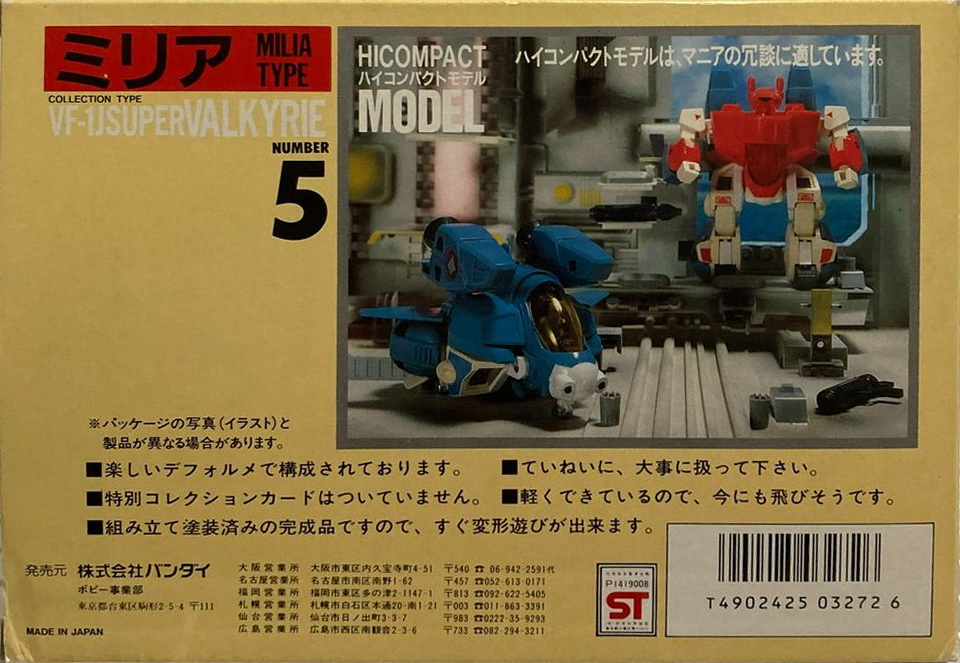 ミリア
MILIA
TYPE
COLLECTION TYPE
VF-1JSUPERVALKYRIE
NUMBER
5
HICOMPACT
ハイコンパクトモデル
MODEL
ハイコンパクトモデルは、マニアの冗談に適しています。
※パッケージの写真(イラスト)と
製品が異なる場合があります。
■楽しいデフォルメで構成されております。
■ていねいに、大事に扱って下さい。
■特別コレクションカードはついていません。
■軽くできているので、今にも飛びそうです。
■組み立て塗装済みの完成品ですので、すぐ変形遊びが出来ます。
発売元 株式会社バンダイ
ホビー事業部
東京都台東区駒形2-5-4 〒111
MADE IN JAPAN
大阪営業所 大阪市東区内久宝寺町4-51 〒540 ☎06-942-2591代
名古屋営業所 名古屋市南区南野1-62 〒457 ☎052-613-0171
福岡営業所 福岡市東区多の津2-1147-1 〒813 ☎092-622-5405
札幌営業所 札幌市白石区本通20-南1-21 〒003 ☎011-863-3391
仙台営業所 仙台市日ノ出町3-3-7 〒983 ☎0222-35-9293
広島営業所 広島市西区南観音2-3-6 〒733 ☎082-294-3211
P1419008
ST
T4902425 03272 6